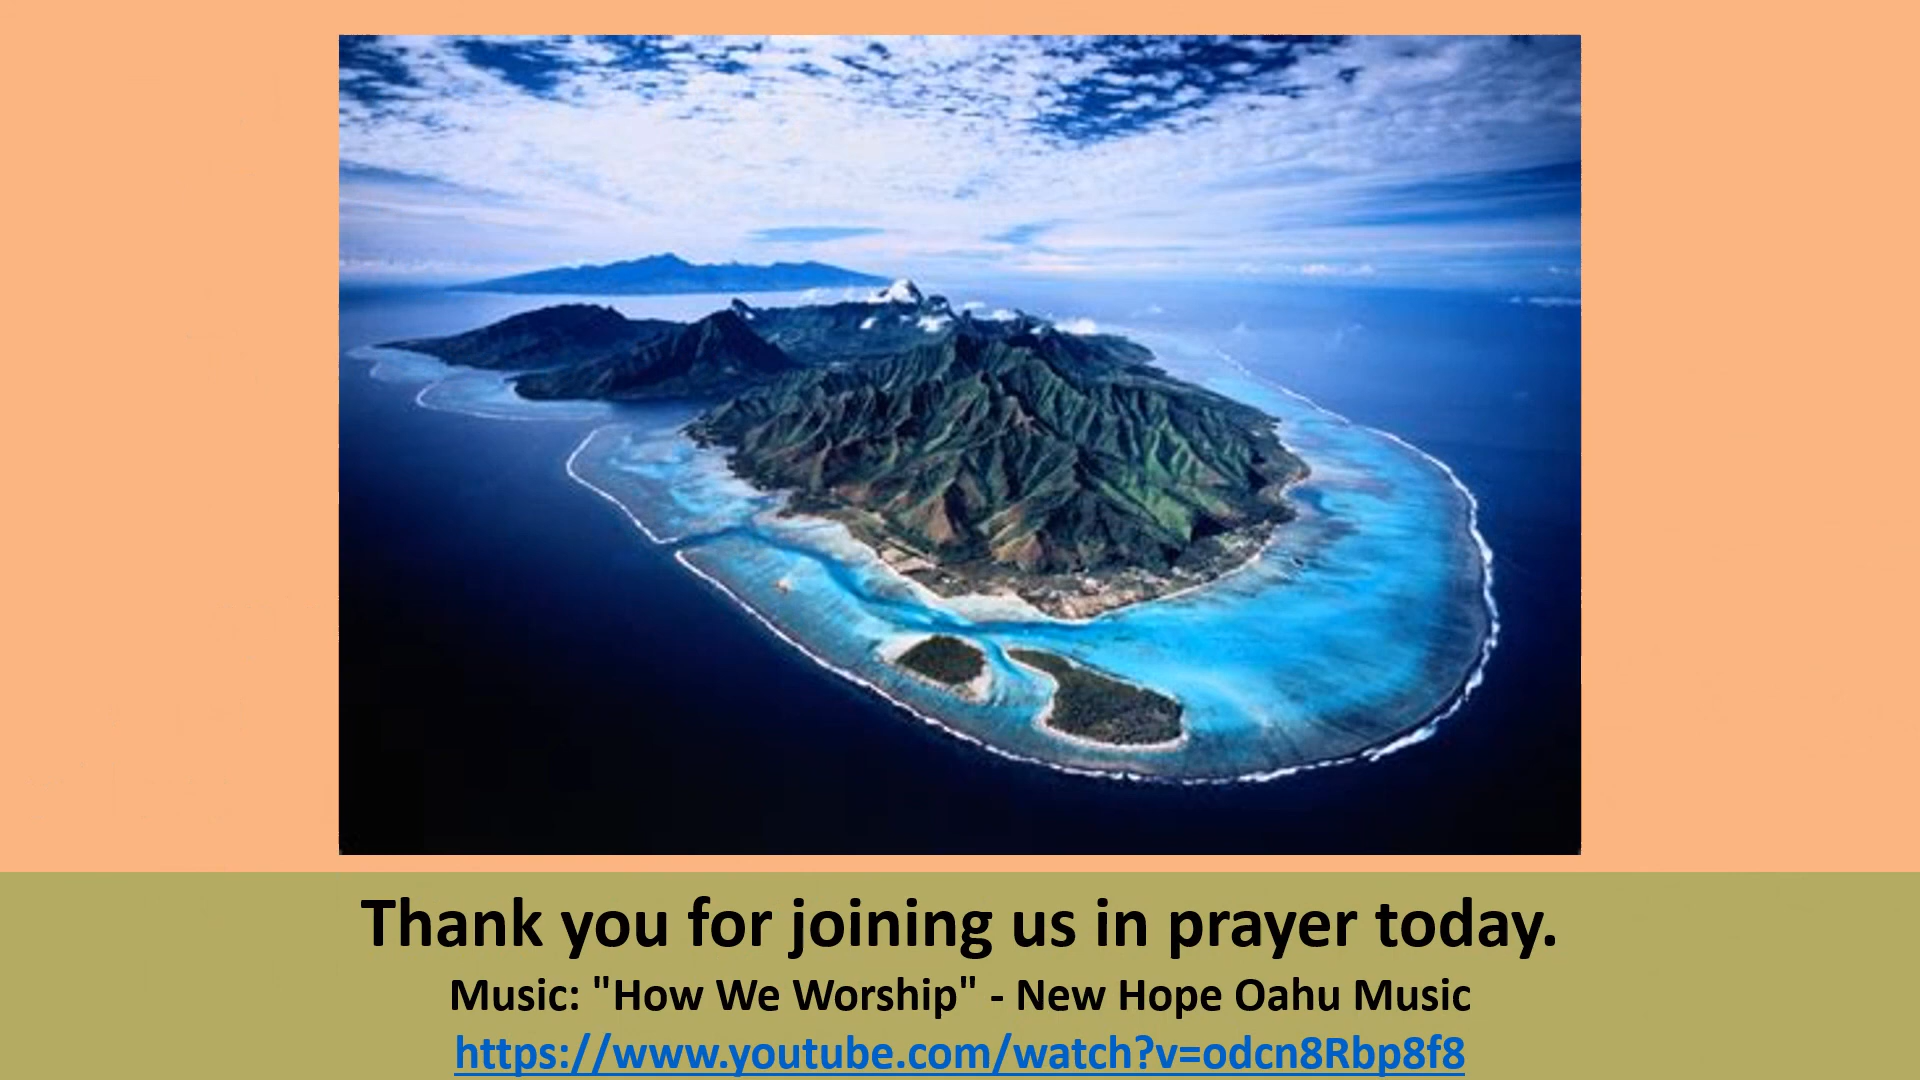 Thank you for joining us in prayer today.
Music: "How We Worship" - New Hope Oahu Music
https://www.youtube.com/watch?v=odcn8Rbp8f8